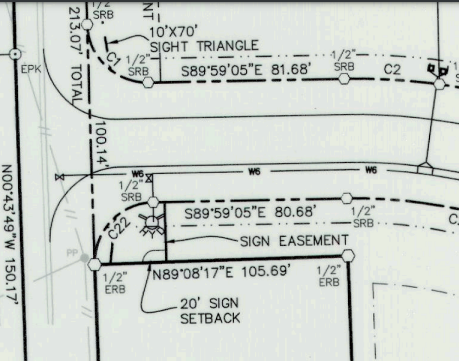 1/2"
SRB
NT
10'X70'
SIGHT TRIANGLE
213.07' TOTAL
C1
1/2"
SRB
S89°59'05"E 81.68'
1/2"
SRB
C2
1/2"
EPK
100.14'
W6
W6
W6
1/2"
SRB
S89°59'05"E 80.68'
1/2"
SRB
C22
SIGN EASEMENT
N00°43'49"W 150.17'
PP
1/2"
ERB
N89°08'17"E 105.69'
1/2"
ERB
20' SIGN
SETBACK